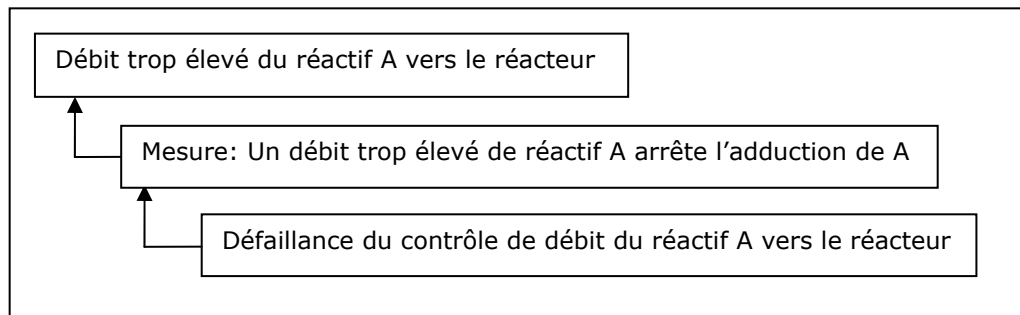 Débit trop élevé du réactif A vers le réacteur
Mesure: Un débit trop élevé de réactif A arrête l’adduction de A
Défaillance du contrôle de débit du réactif A vers le réacteur